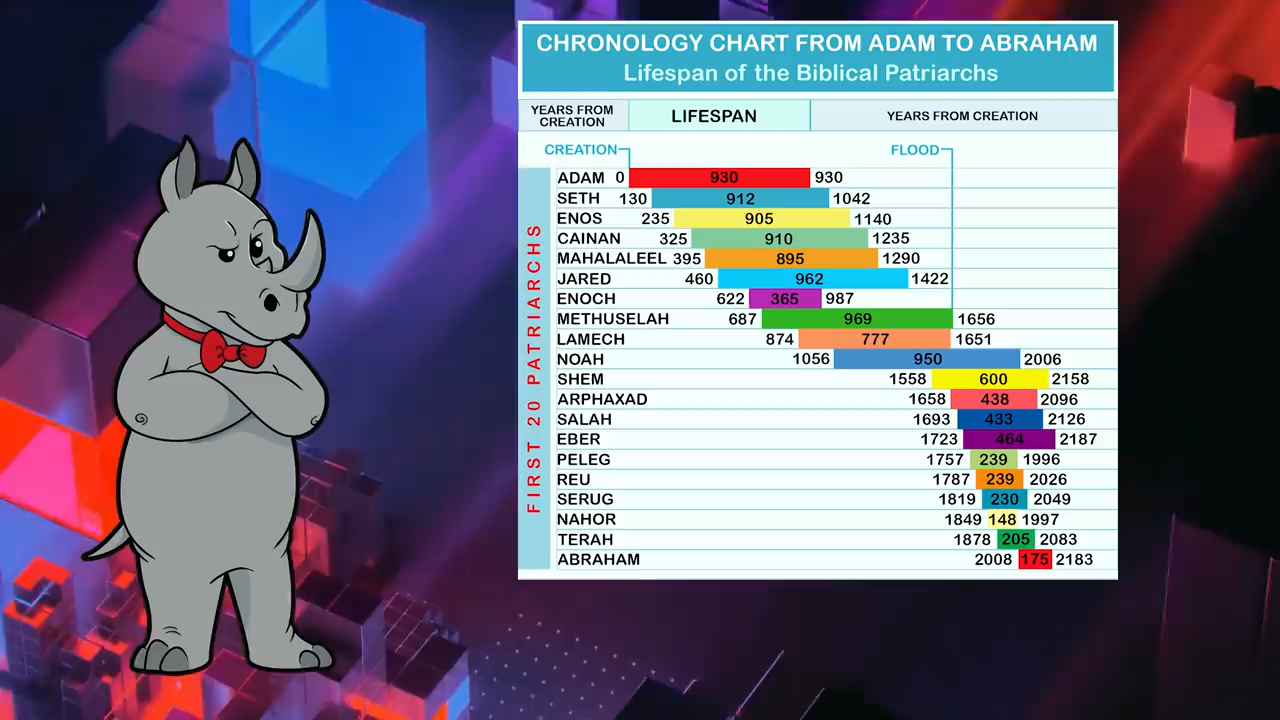 CHRONOLOGY CHART FROM ADAM TO ABRAHAM
Lifespan of the Biblical Patriarchs
YEARS FROM
CREATION
LIFESPAN
YEARS FROM CREATION
CREATION
FLOOD
FIRST 20 PATRIARCHS
ADAM 0 930 930
SETH 130 912 1042
ENOS 235 905 1140
CAINAN 325 910 1235
MAHALALEEL 395 895 1290
JARED 460 962 1422
ENOCH 622 365 987
METHUSELAH 687 969 1656
LAMECH 874 777 1651
NOAH 1056 950 2006
SHEM 1558 600 2158
ARPHAXAD 1658 438 2096
SALAH 1693 433 2126
EBER 1723 464 2187
PELEG 1757 239 1996
REU 1787 239 2026
SERUG 1819 230 2049
NAHOR 1849 148 1997
TERAH 1878 205 2083
ABRAHAM 2008 175 2183